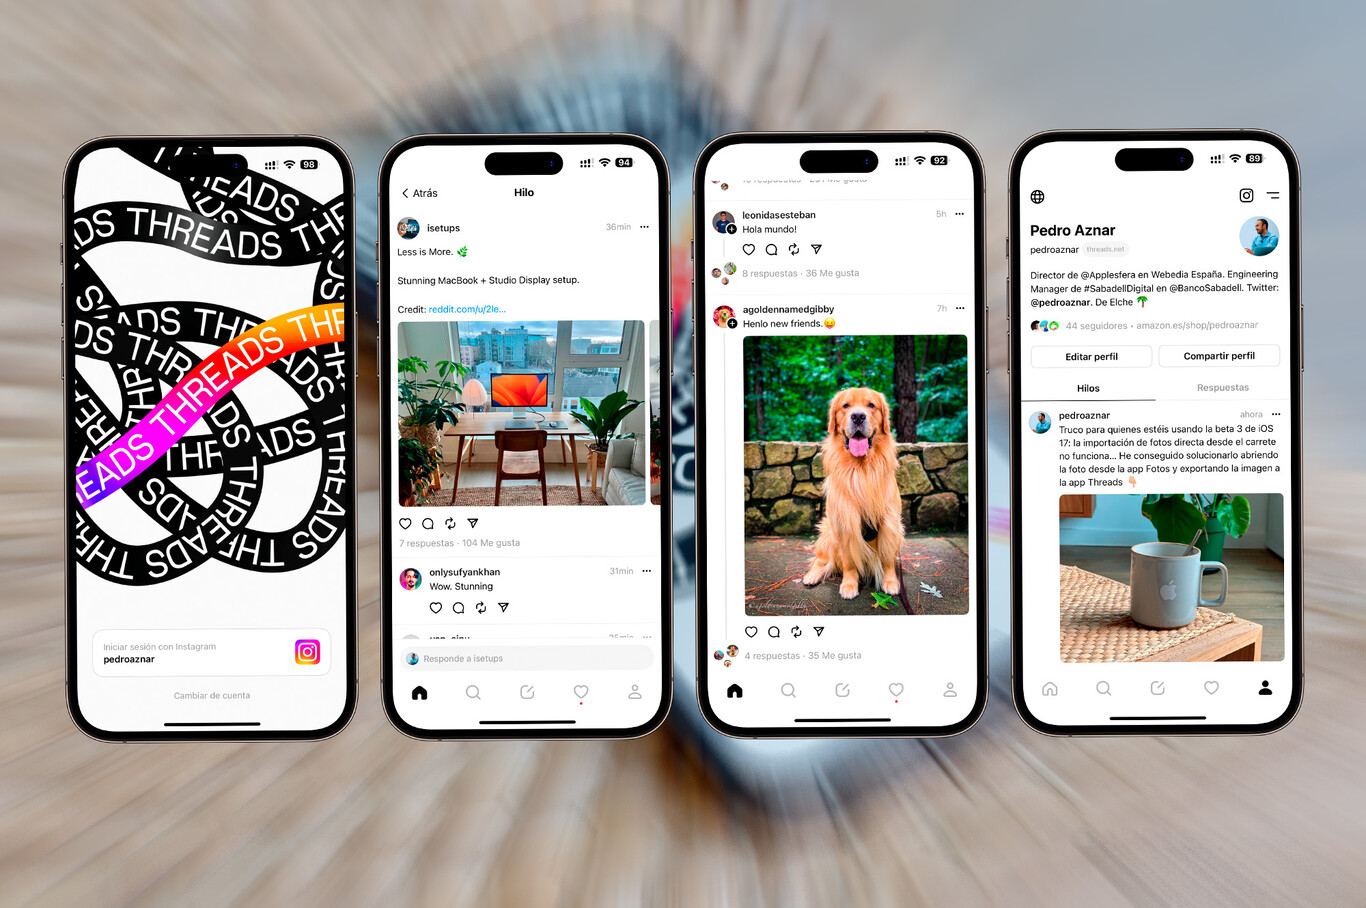 THREADS
THREADS
THREADS
THREADS
THREADS
THREADS
98
Iniciar sesión con Instagram
pedroaznar
Cambiar de cuenta
94
Atrás
Hilo
isetups
36min
Less is More. 🌿
Stunning MacBook + Studio Display setup.
Credit: reddit.com/u/2le...
7 respuestas · 104 Me gusta
onlysufyankhan
31min
Wow. Stunning
Responde a isetups
92
leonidasesteban
5h
Hola mundo!
8 respuestas · 36 Me gusta
agoldennamedgibby
7h
Henlo new friends.😛
4 respuestas · 35 Me gusta
89
Pedro Aznar
pedroaznar threads.net
Director de @Applesfera en Webedia España. Engineering
Manager de #SabadellDigital en @BancoSabadell. Twitter:
@pedroaznar. De Elche 🌴
44 seguidores · amazon.es/shop/pedroaznar
Editar perfil
Compartir perfil
Hilos
Respuestas
pedroaznar
ahora
Truco para quienes estéis usando la beta 3 de iOS
17: la importación de fotos directa desde el carrete
no funciona... He conseguido solucionarlo abriendo
la foto desde la app Fotos y exportando la imagen a
la app Threads 👇🏻